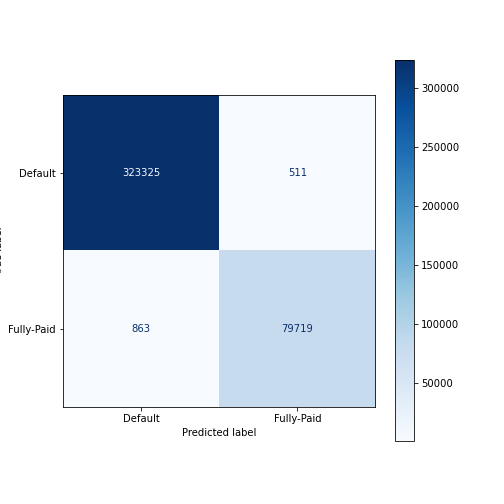 300000
250000
200000
150000
100000
50000
Default
323325
511
Fully-Paid
863
79719
Default
Fully-Paid
Predicted label